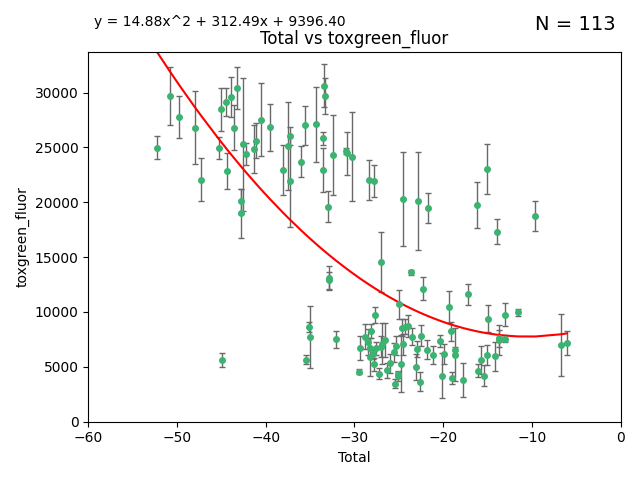 y = 14.88x^2 + 312.49x + 9396.40
N = 113
Total vs toxgreen_fluor
30000
25000
20000
15000
10000
5000
0
toxgreen_fluor
−60
−50
−40
−30
−20
−10
0
Total